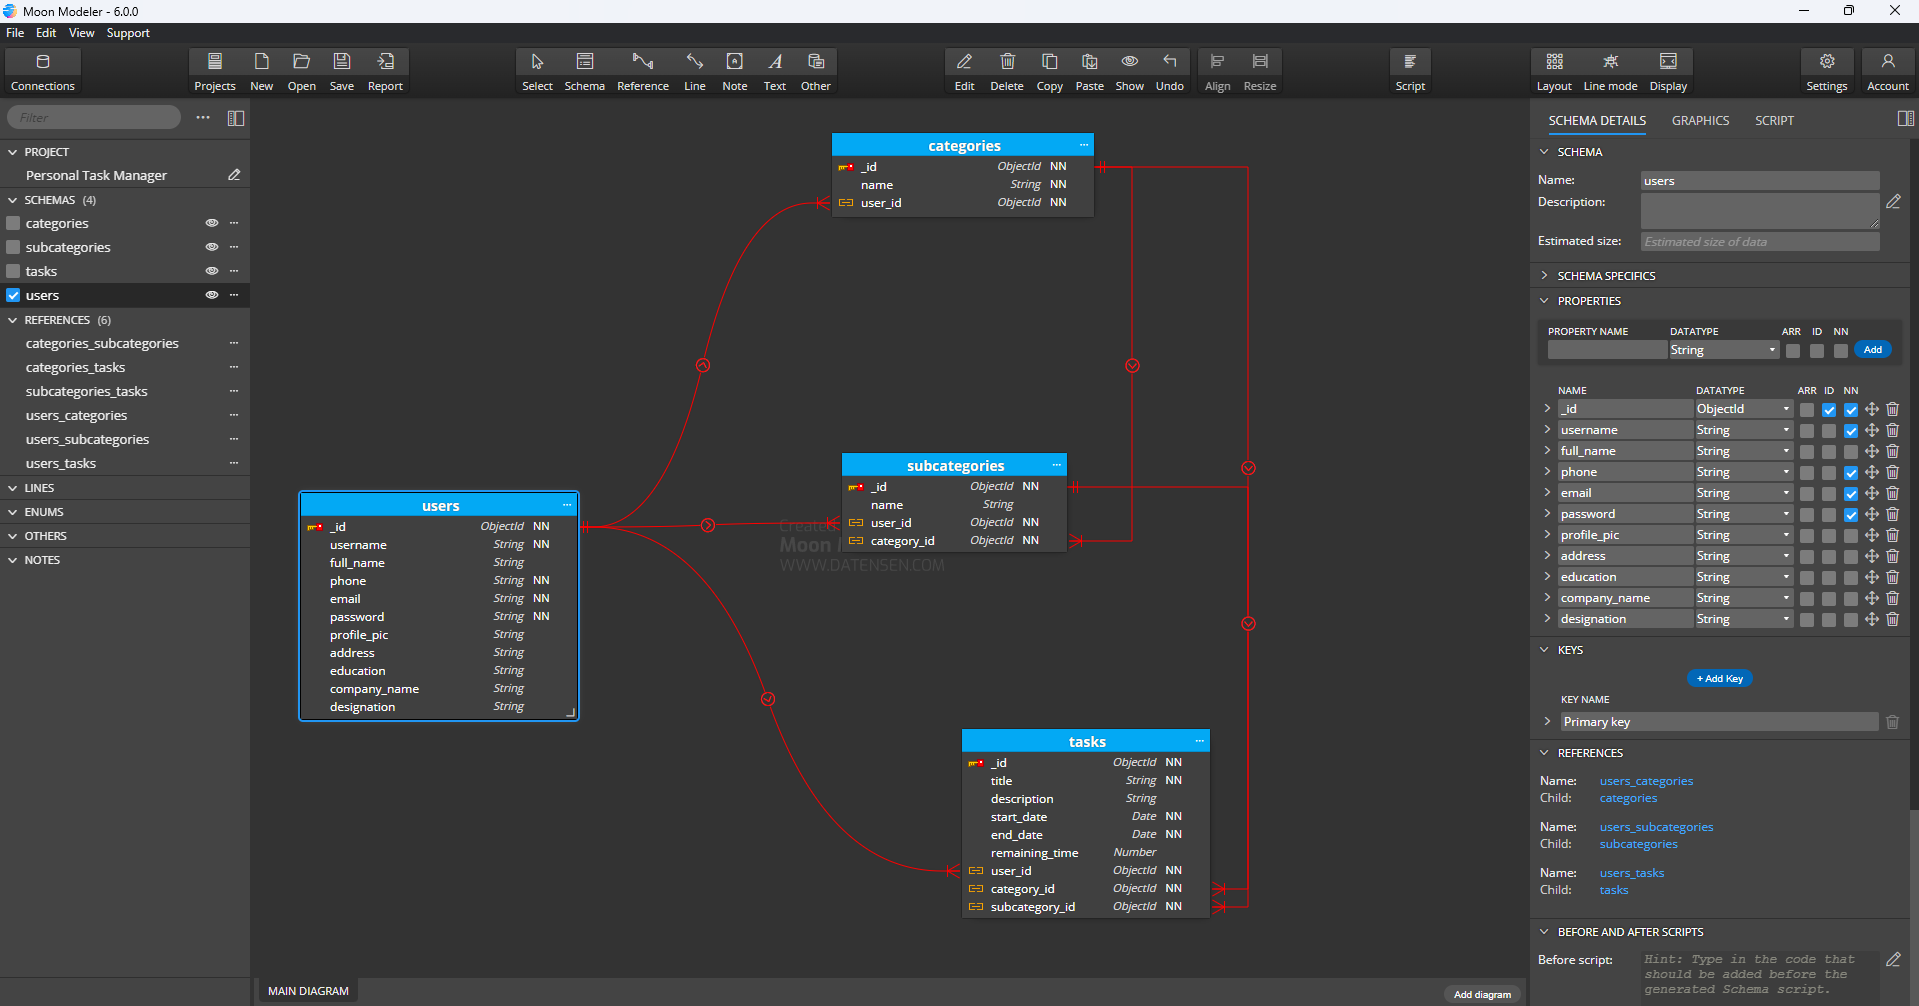 Moon Modeler - 6.0.0
File Edit View Support
Connections Projects New Open Save Report Select Schema Reference Line Note Text Other Edit Delete Copy Paste Show Undo Align Resize Script Layout Line mode Display Settings Account
Filter
PROJECT
Personal Task Manager
SCHEMAS (4)
categories
subcategories
tasks
users
REFERENCES (6)
categories_subcategories
categories_tasks
subcategories_tasks
users_categories
users_subcategories
users_tasks
LINES
ENUMS
OTHERS
NOTES
categories
_id ObjectId NN
name String NN
user_id ObjectId NN
subcategories
_id ObjectId NN
name String
user_id ObjectId NN
category_id ObjectId NN
Created
Moon
WWW.DATENSEN.COM
users
_id ObjectId NN
username String NN
full_name String
phone String NN
email String NN
password String NN
profile_pic String
address String
education String
company_name String
designation String
tasks
_id ObjectId NN
title String NN
description String
start_date Date NN
end_date Date NN
remaining_time Number
user_id ObjectId NN
category_id ObjectId NN
subcategory_id ObjectId NN
MAIN DIAGRAM
Add diagram
SCHEMA DETAILS GRAPHICS SCRIPT
SCHEMA
Name: users
Description:
Estimated size: Estimated size of data
SCHEMA SPECIFICS
PROPERTIES
PROPERTY NAME DATATYPE ARR ID NN
String Add
NAME DATATYPE ARR ID NN
_id ObjectId
username String
full_name String
phone String
email String
password String
profile_pic String
address String
education String
company_name String
designation String
KEYS
+ Add Key
KEY NAME
Primary key
REFERENCES
Name: users_categories
Child: categories
Name: users_subcategories
Child: subcategories
Name: users_tasks
Child: tasks
BEFORE AND AFTER SCRIPTS
Before script: Hint: Type in the code that
should be added before the
generated Schema script.